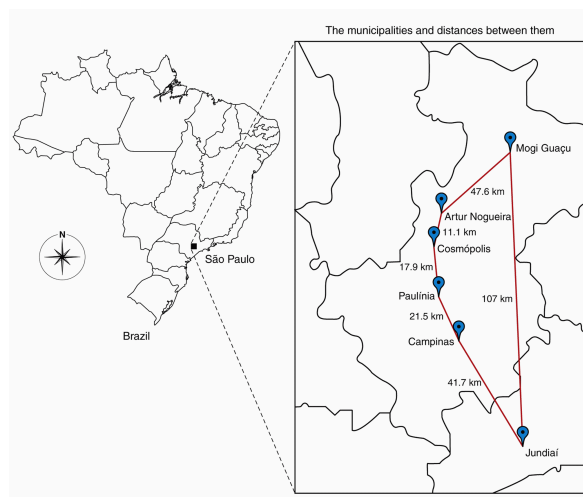 The municipalities and distances between them
Mogi Guaçu
47.6 km
Artur Nogueira
11.1 km
Cosmópolis
N
São Paulo
17.9 km
Paulínia
107 km
21.5 km
Brazil
Campinas
41.7 km
Jundiaí